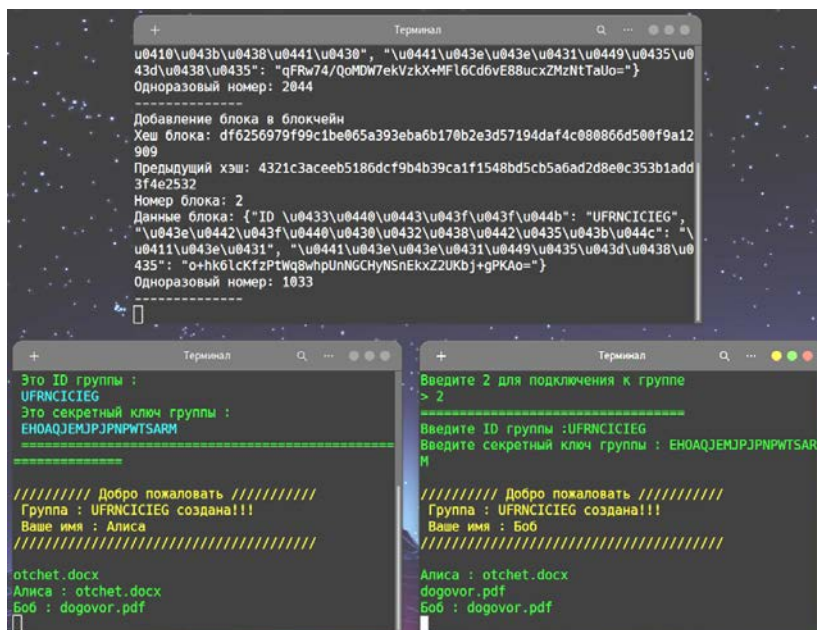 Терминал
u0410\u043b\u0438\u0441\u0430", "\u0441\u043e\u043e\u0431\u0449\u0435\u0
43d\u0438\u0435": "qFRw74/QoMDW7ekVzkX+MFl6Cd6vE88ucxZMzNtTaUo="}
Одноразовый номер: 2044
--------------
Добавление блока в блокчейн
Хеш блока: df6256979f99c1be065a393eba6b170b2e3d57194daf4c080866d500f9a12
909
Предыдущий хэш: 4321c3aceeb5186dcf9b4b39ca1f1548bd5cb5a6ad2d8e0c353b1add
3f4e2532
Номер блока: 2
Данные блока: {"ID \u0433\u0440\u0443\u043f\u043f\u044b": "UFRNCICIEG",
"\u043e\u0442\u043f\u0440\u0430\u0432\u0438\u0442\u0435\u043b\u044c": "\
u0411\u043e\u0431", "\u0441\u043e\u043e\u0431\u0449\u0435\u043d\u0438\u0
435": "o+hk6lcKfzPtWq8whpUnNGCHyNSnEkxZ2UKbj+gPKAo="}
Одноразовый номер: 1033
--------------
Терминал
Это ID группы :
UFRNCICIEG
Это секретный ключ группы :
EHOAQJEMJPJPNPWTSARM
================================================
==============
////////// Добро пожаловать ///////////
Группа : UFRNCICIEG создана!!!
Ваше имя : Алиса
///////////////////////////////////////
otchet.docx
Алиса : otchet.docx
Боб : dogovor.pdf
Терминал
Введите 2 для подключения к группе
> 2
==================================
Введите ID группы :UFRNCICIEG
Введите секретный ключ группы : EHOAQJEMJPJPNPWTSAR
M
////////// Добро пожаловать ///////////
Группа : UFRNCICIEG создана!!!
Ваше имя : Боб
///////////////////////////////////////
Алиса : otchet.docx
dogovor.pdf
Боб : dogovor.pdf